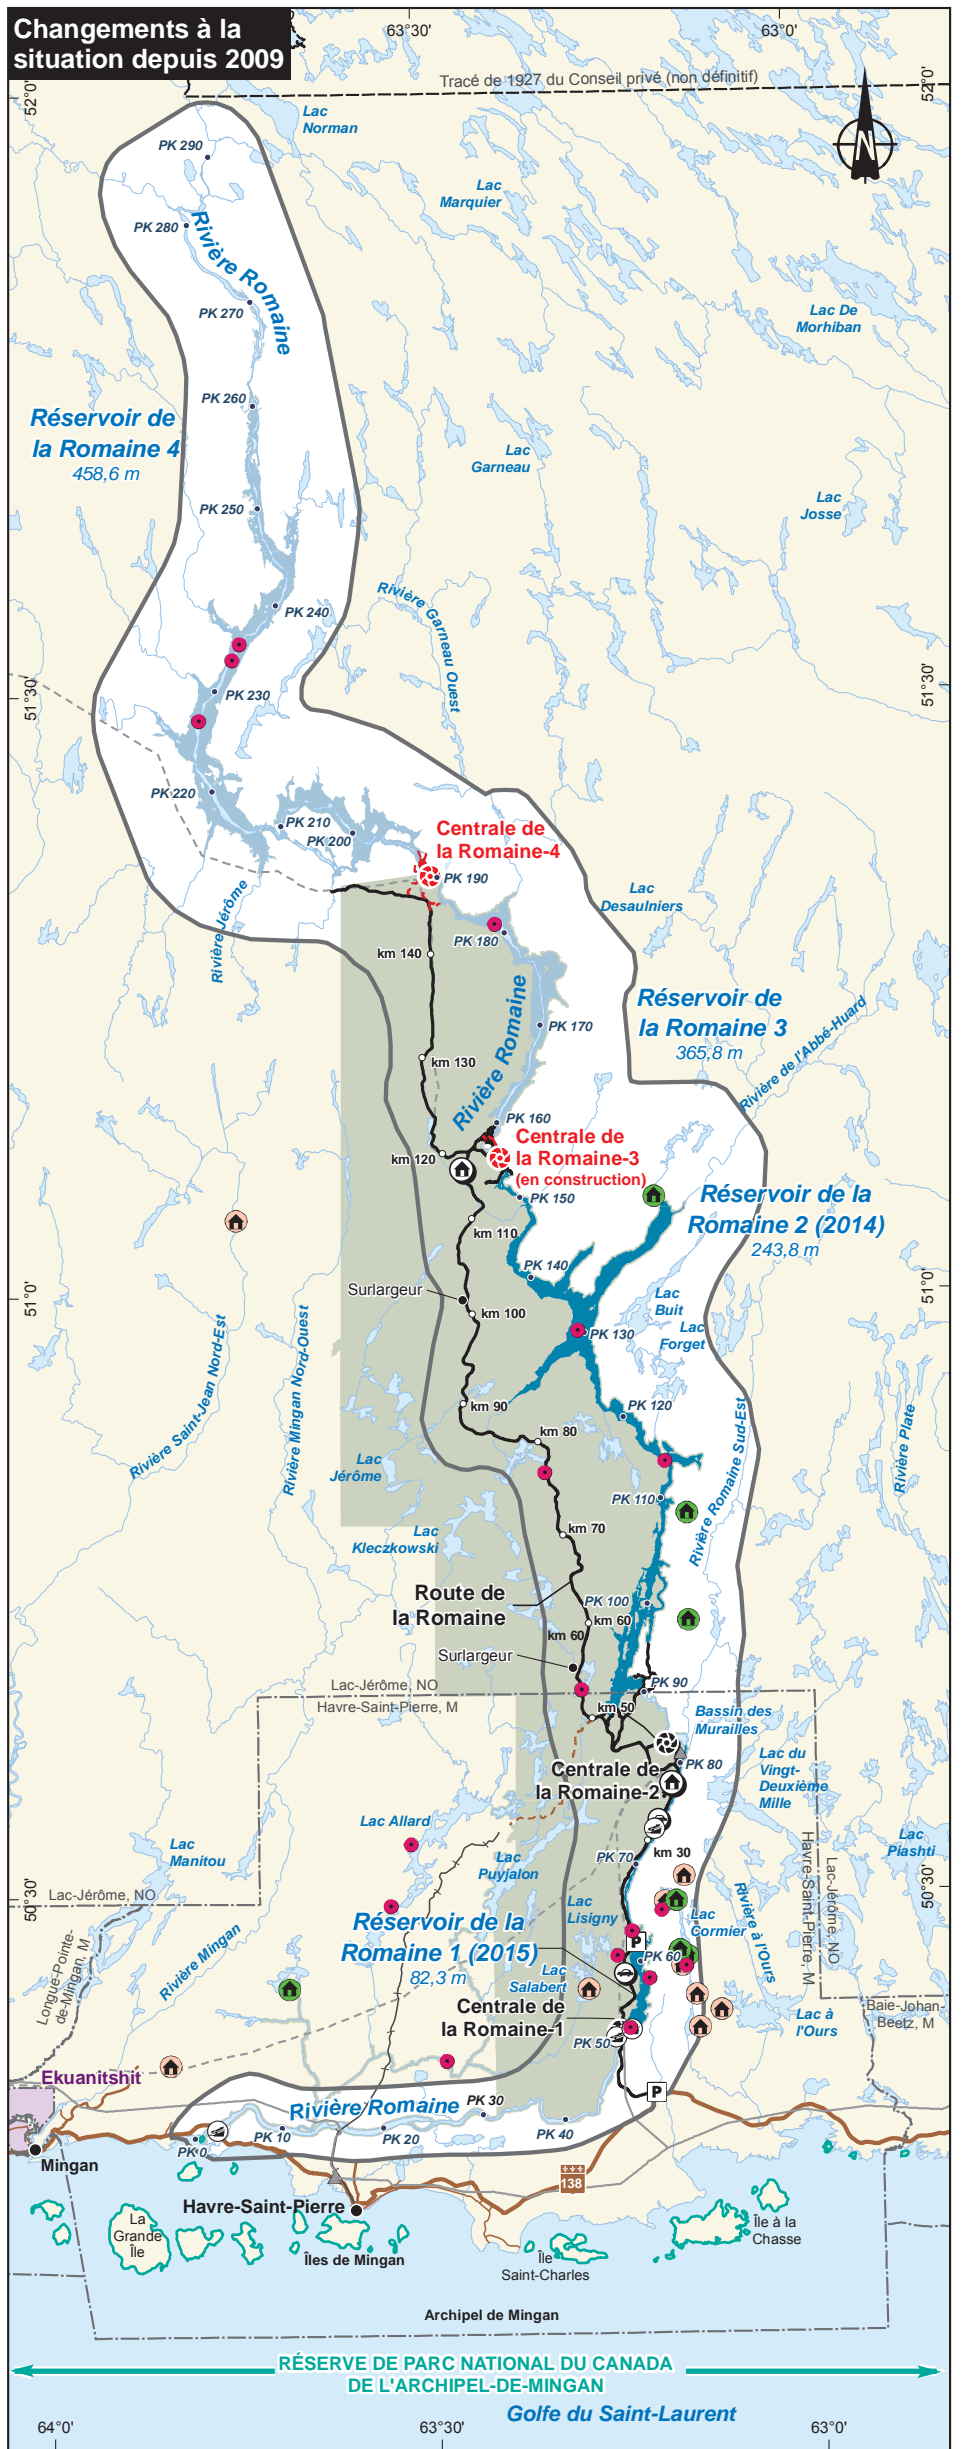 Changements à la
situation depuis 2009
63°30'
63°0'
52°0'
52°0'
Tracé de 1927 du Conseil privé (non définitif)
Lac
Norman
N
PK 290
Lac
Marquier
PK 280
Rivière Romaine
PK 270
Lac De
Morhiban
PK 260
Réservoir de
la Romaine 4
458,6 m
Lac
Garneau
Lac
Josse
PK 250
Rivière Garneau Ouest
PK 240
51°30'
51°30'
PK 230
PK 220
PK 210
PK 200
Centrale de
la Romaine-4
PK 190
Lac
Desaulniers
Rivière Jérôme
PK 180
km 140
Réservoir de
la Romaine 3
365,8 m
PK 170
Rivière Romaine
Rivière de l'Abbé-Huard
km 130
PK 160
Centrale de
la Romaine-3
(en construction)
km 120
PK 150
Réservoir de la
Romaine 2 (2014)
243,8 m
km 110
PK 140
51°0'
51°0'
Surlargeur
km 100
Lac
Buit
Lac
Forget
PK 130
Rivière Saint-Jean Nord-Est
Rivière Mingan Nord-Ouest
km 90
PK 120
km 80
Rivière Romaine Sud-Est
Rivière Plate
Lac
Jérôme
PK 110
Lac
Kleczkowski
km 70
Route de
la Romaine
PK 100
km 60
km 60
Surlargeur
Lac-Jérôme, NO
Havre-Saint-Pierre, M
PK 90
km 50
Bassin des
Murailles
Centrale de
la Romaine-2
PK 80
Lac du
Vingt-
Deuxième
Mille
Lac Allard
Lac
Manitou
Lac
Puyjalon
PK 70
km 30
Lac
Piashti
Havre-Saint-Pierre, M
Lac-Jérôme, NO
50°30'
50°30'
Lac-Jérôme, NO
Lac
Lisigny
Lac
Cormier
Rivière à l'Ours
Réservoir de la
Romaine 1 (2015)
82,3 m
P
PK 60
Longue-Pointe-
de-Mingan, M
Rivière Mingan
Lac
Salabert
Centrale de
la Romaine-1
PK 50
Lac à
l'Ours
Baie-Johan-
Beetz, M
Ekuanitshit
P
Rivière Romaine
PK 30
PK 0
PK 10
PK 20
PK 40
Mingan
138
Havre-Saint-Pierre
La
Grande
Île
Îles de Mingan
Île
Saint-Charles
Île à la
Chasse
Archipel de Mingan
RÉSERVE DE PARC NATIONAL DU CANADA
DE L'ARCHIPEL-DE-MINGAN
Golfe du Saint-Laurent
64°0'
63°30'
63°0'